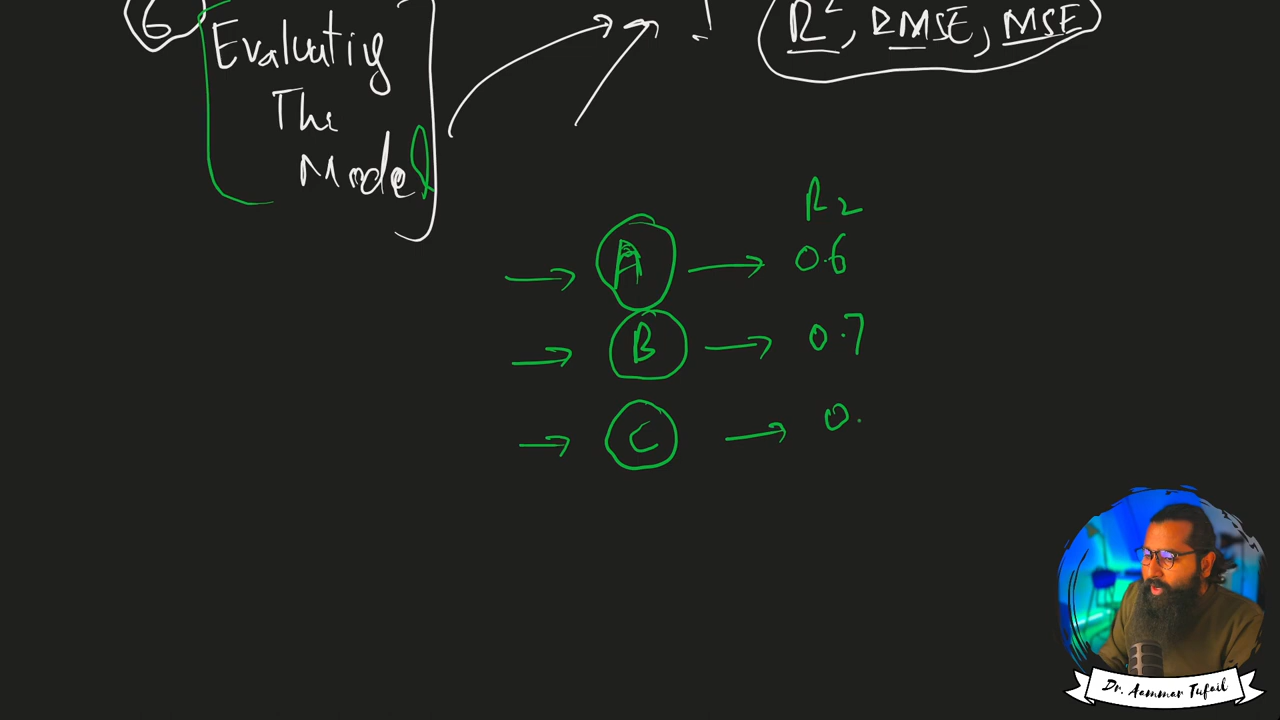 6
Evaluating
The
Model
!
R², RMSE, MSE
R2
A → 0.6
B → 0.7
C → 0.
Dr. Aammar Tufail